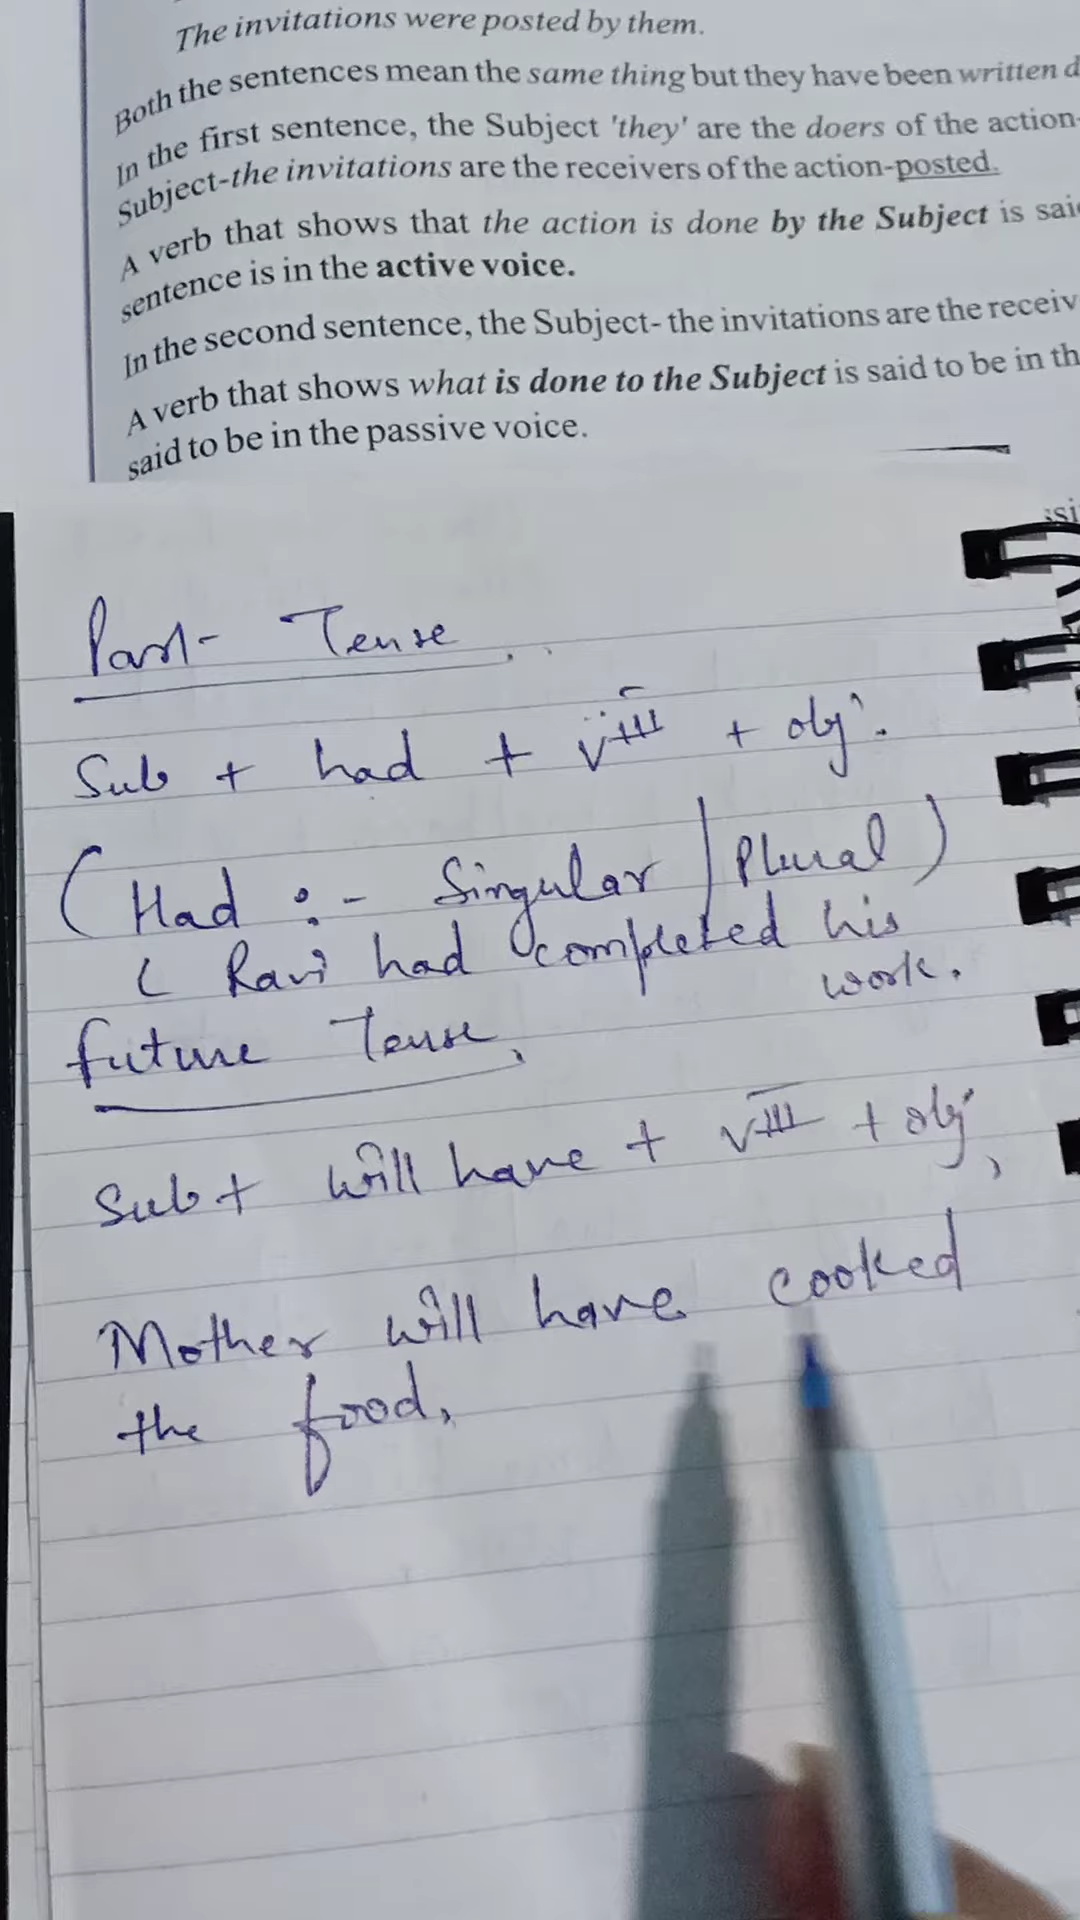 The invitations were posted by them.
Both the sentences mean the same thing but they have been written d
In the first sentence, the Subject 'they' are the doers of the action-
Subject-the invitations are the receivers of the action-posted.
A verb that shows that the action is done by the Subject is said
sentence is in the active voice.
In the second sentence, the Subject- the invitations are the receiv
A verb that shows what is done to the Subject is said to be in th
said to be in the passive voice.
Past- Tense
Sub + had + VIII + obj.
(Had :- Singular / Plural)
( Ravi had completed his
work.
future Tense,
Sub + will have + VIII + obj,
Mother will have cooked
the food,